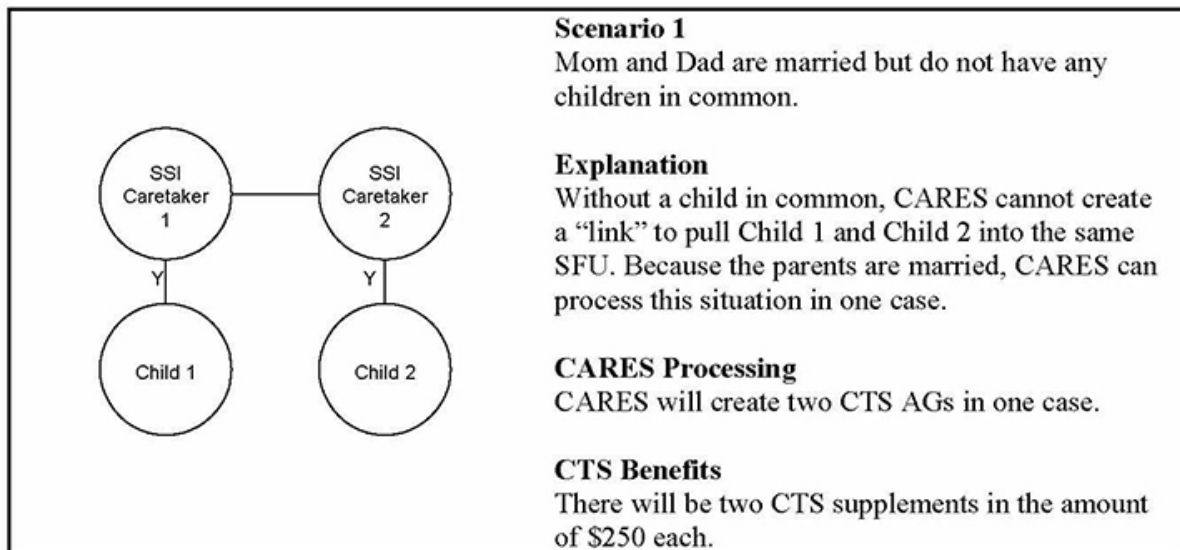 SSI
Caretaker
1
SSI
Caretaker
2
Y
Y
Child 1
Child 2
Scenario 1
Mom and Dad are married but do not have any
children in common.
Explanation
Without a child in common, CARES cannot create
a “link” to pull Child 1 and Child 2 into the same
SFU. Because the parents are married, CARES can
process this situation in one case.
CARES Processing
CARES will create two CTS AGs in one case.
CTS Benefits
There will be two CTS supplements in the amount
of $250 each.